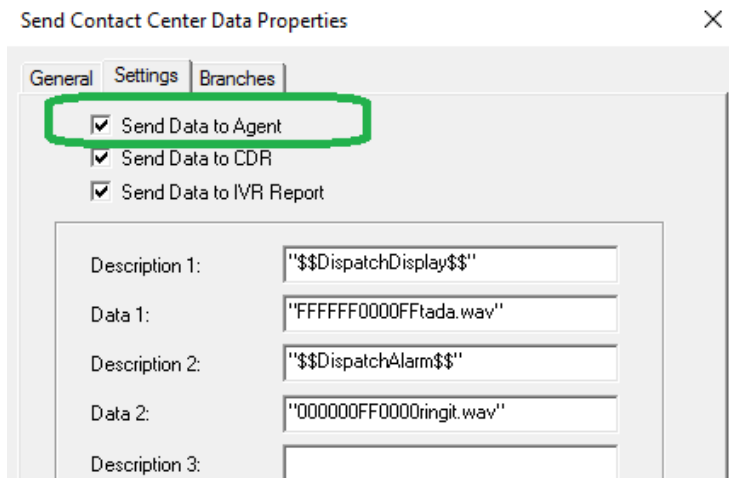 Send Contact Center Data Properties
General Settings Branches
Send Data to Agent
Send Data to CDR
Send Data to IVR Report
Description 1: "$$DispatchDisplay$$"
Data 1: "FFFFFF0000FFtada.wav"
Description 2: "$$DispatchAlarm$$"
Data 2: "000000FF0000ringit.wav"
Description 3: